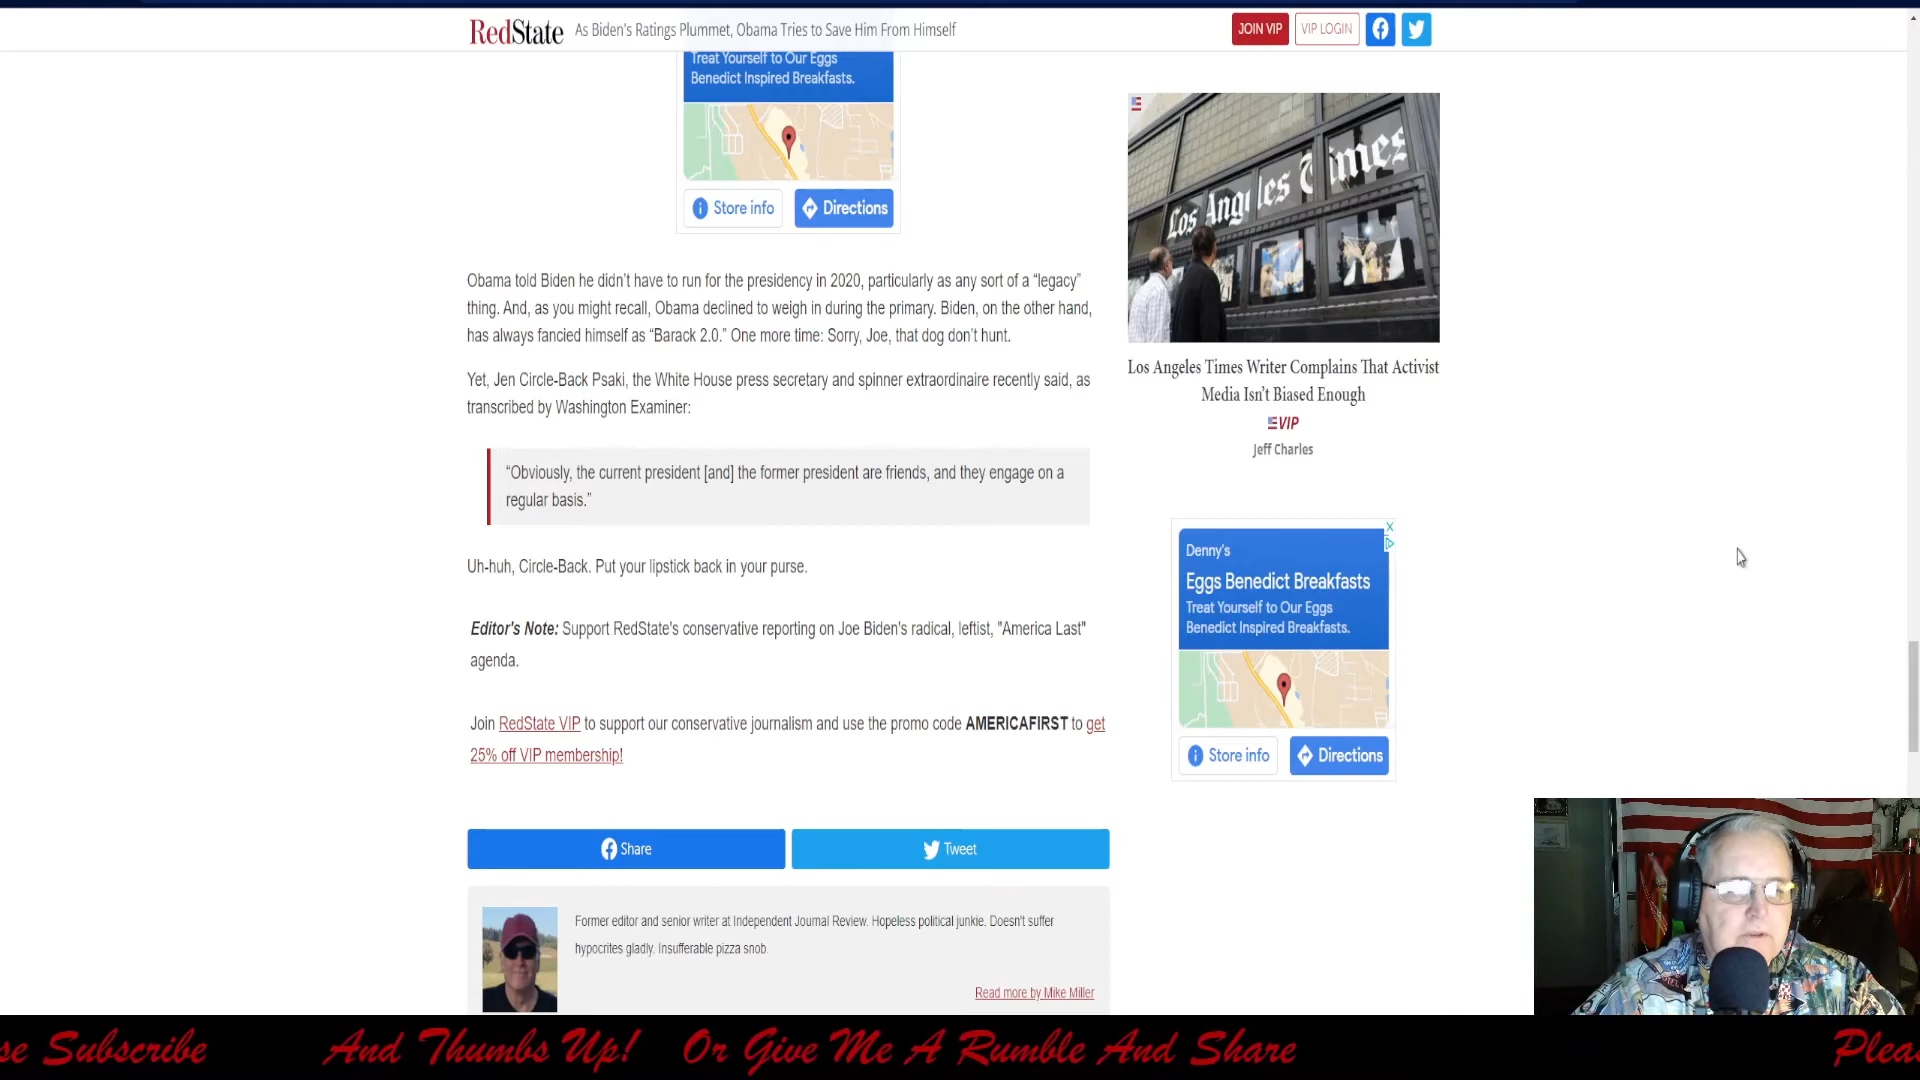 RedState
As Biden's Ratings Plummet, Obama Tries to Save Him From Himself
JOIN VIP
VIP LOGIN
Treat Yourself to Our Eggs
Benedict Inspired Breakfasts.
Store info
Directions
Obama told Biden he didn't have to run for the presidency in 2020, particularly as any sort of a “legacy”
thing. And, as you might recall, Obama declined to weigh in during the primary. Biden, on the other hand,
has always fancied himself as “Barack 2.0.” One more time: Sorry, Joe, that dog don't hunt.
Yet, Jen Circle-Back Psaki, the White House press secretary and spinner extraordinaire recently said, as
transcribed by Washington Examiner:
“Obviously, the current president [and] the former president are friends, and they engage on a
regular basis.”
Uh-huh, Circle-Back. Put your lipstick back in your purse.
Editor's Note: Support RedState's conservative reporting on Joe Biden's radical, leftist, "America Last"
agenda.
Join RedState VIP to support our conservative journalism and use the promo code AMERICAFIRST to get
25% off VIP membership!
Share
Tweet
Former editor and senior writer at Independent Journal Review. Hopeless political junkie. Doesn't suffer
hypocrites gladly. Insufferable pizza snob.
Read more by Mike Miller
Los Angeles Times
Los Angeles Times Writer Complains That Activist
Media Isn't Biased Enough
VIP
Jeff Charles
Denny's
Eggs Benedict Breakfasts
Treat Yourself to Our Eggs
Benedict Inspired Breakfasts.
Store info
Directions
se Subscribe And Thumbs Up! Or Give Me A Rumble And Share Pleas